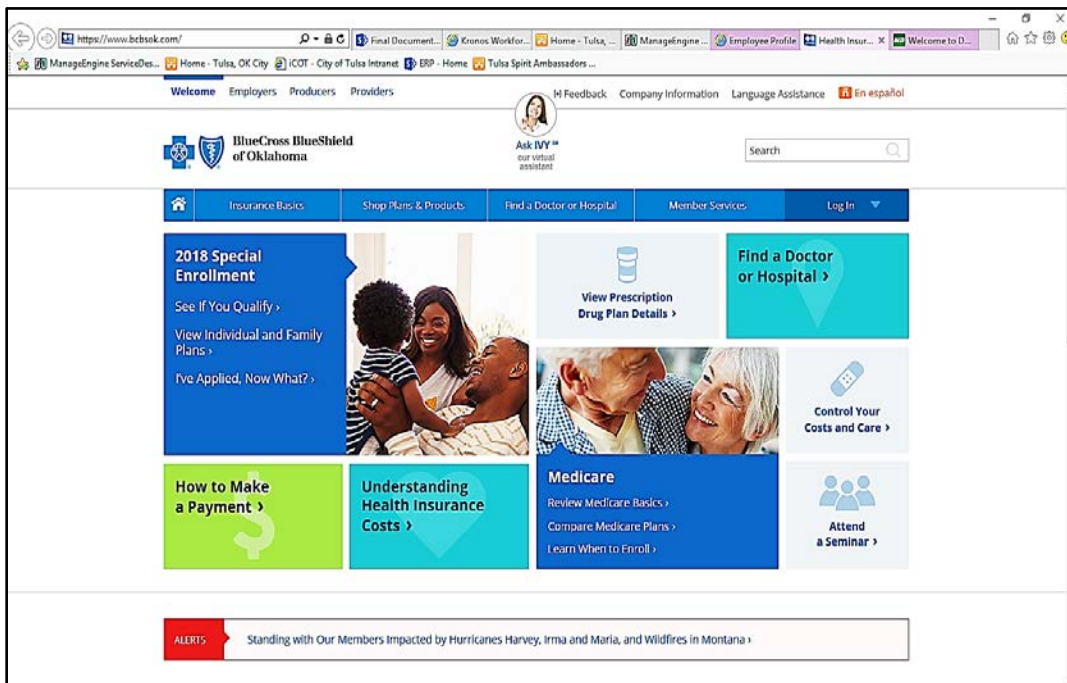 https://www.bcbsok.com/
Final Document...
Kronos Workfor...
Home - Tulsa, ...
ManageEngine ...
Employee Profile
Health Insur...
Welcome to D...
ManageEngine ServiceDes...
Home - Tulsa, OK City
iCOT - City of Tulsa Intranet
ERP - Home
Tulsa Spirit Ambassadors ...
Welcome Employers Producers Providers
[+] Feedback Company Information Language Assistance En español
BlueCross BlueShield
of Oklahoma
Ask IVY SM
our virtual
assistant
Search
Insurance Basics Shop Plans & Products Find a Doctor or Hospital Member Services Log In
2018 Special
Enrollment
See If You Qualify ›
View Individual and Family
Plans ›
I've Applied, Now What? ›
View Prescription
Drug Plan Details ›
Find a Doctor
or Hospital ›
Control Your
Costs and Care ›
How to Make
a Payment ›
$
Understanding
Health Insurance
Costs ›
Medicare
Review Medicare Basics ›
Compare Medicare Plans ›
Learn When to Enroll ›
Attend
a Seminar ›
ALERTS
Standing with Our Members Impacted by Hurricanes Harvey, Irma and Maria, and Wildfires in Montana ›